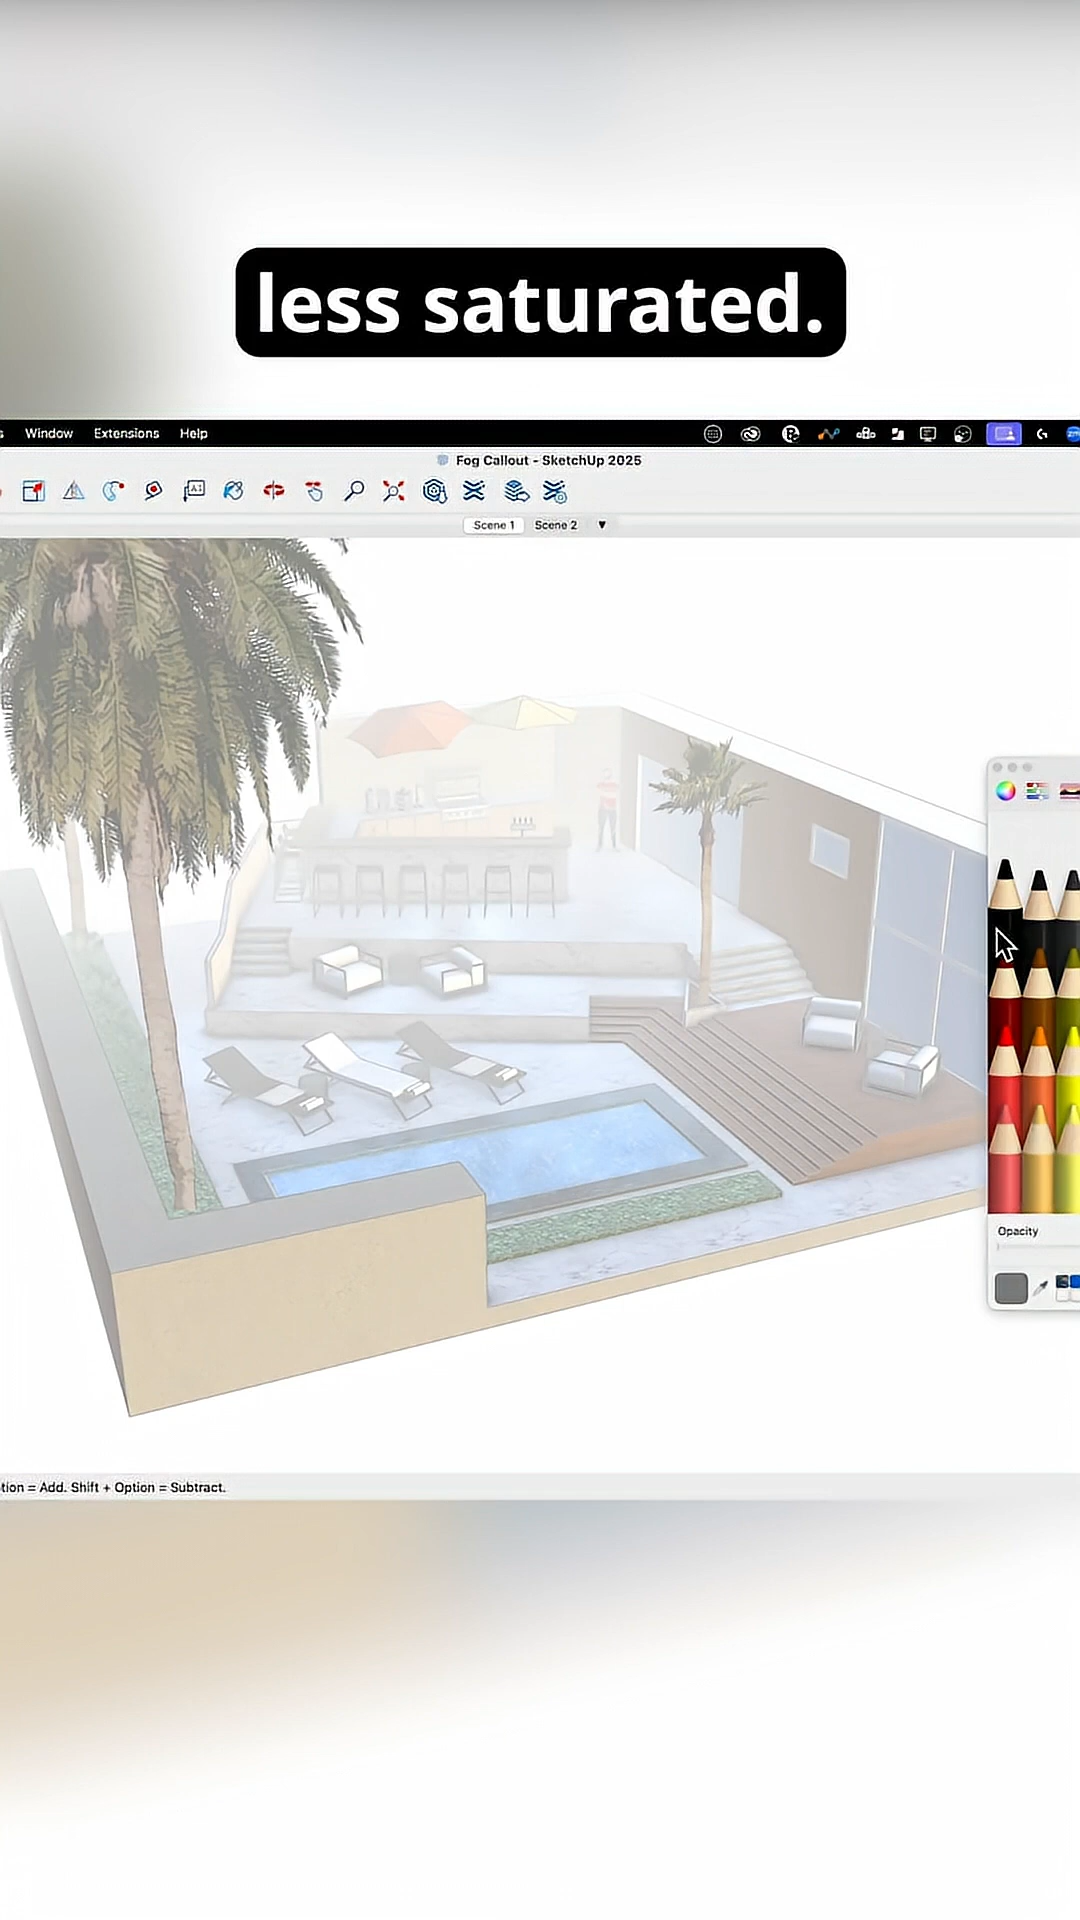 less saturated.
Window Extensions Help
Fog Callout - SketchUp 2025
Scene 1 Scene 2
Opacity
tion = Add. Shift + Option = Subtract.